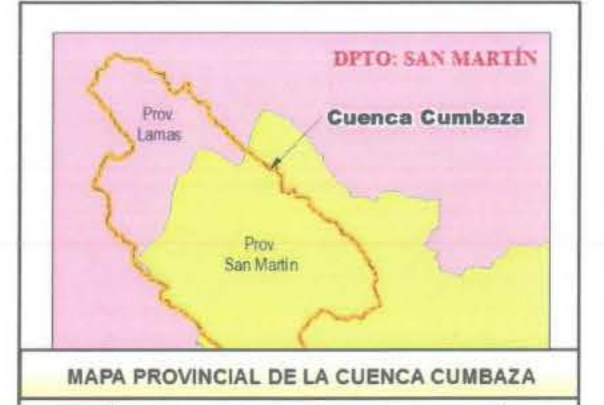 DPTO: SAN MARTÍN
Cuenca Cumbaza
Prov.
Lamas
Prov.
San Martin
MAPA PROVINCIAL DE LA CUENCA CUMBAZA